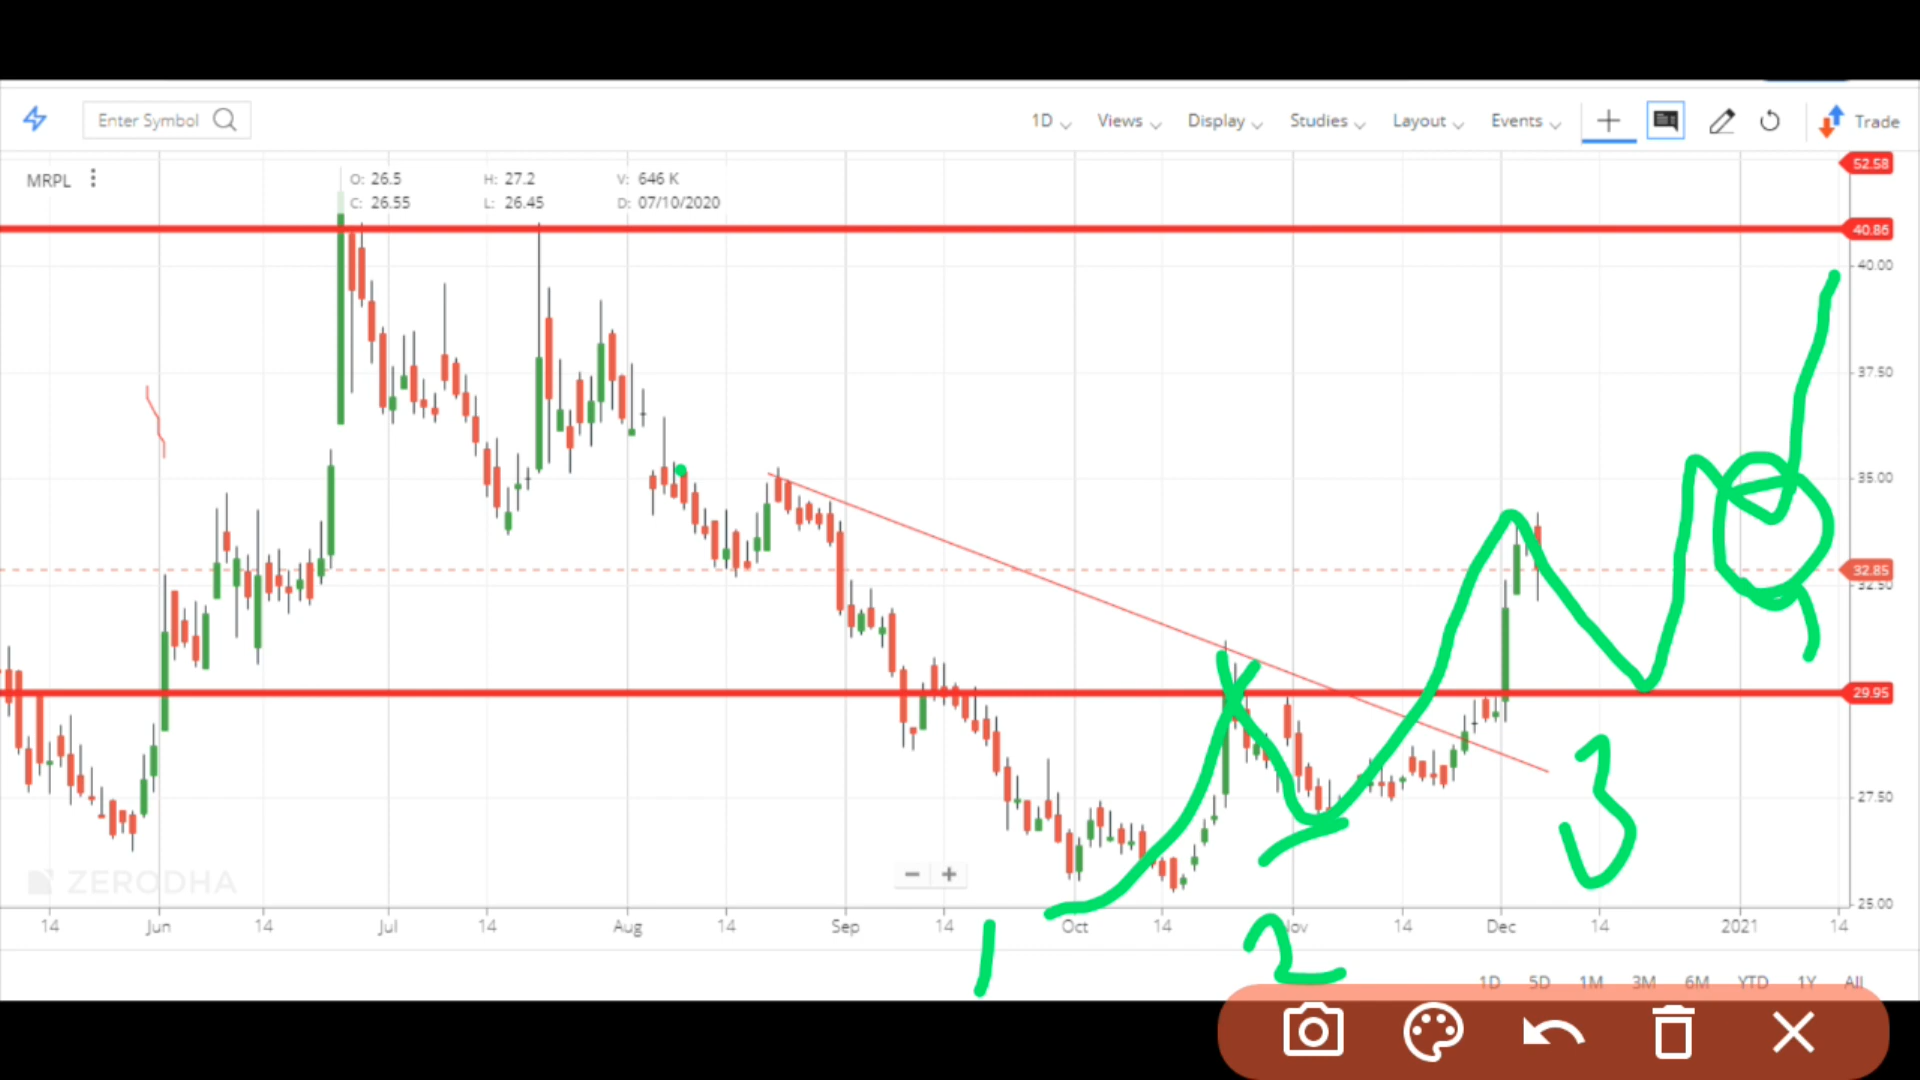 Enter Symbol 1D Views Display Studies Layout Events Trade
MRPL O: 26.5 H: 27.2 V: 646 K
C: 26.55 L: 26.45 D: 07/10/2020
52.58
40.86
40.00
37.50
35.00
32.85
32.50
29.95
3
27.50
ZERODHA
25.00
14 Jun 14 Jul 14 Aug 14 Sep 14 Oct 14 Nov 14 Dec 14 2021 14
1 2
1D 5D 1M 3M 6M YTD 1Y All